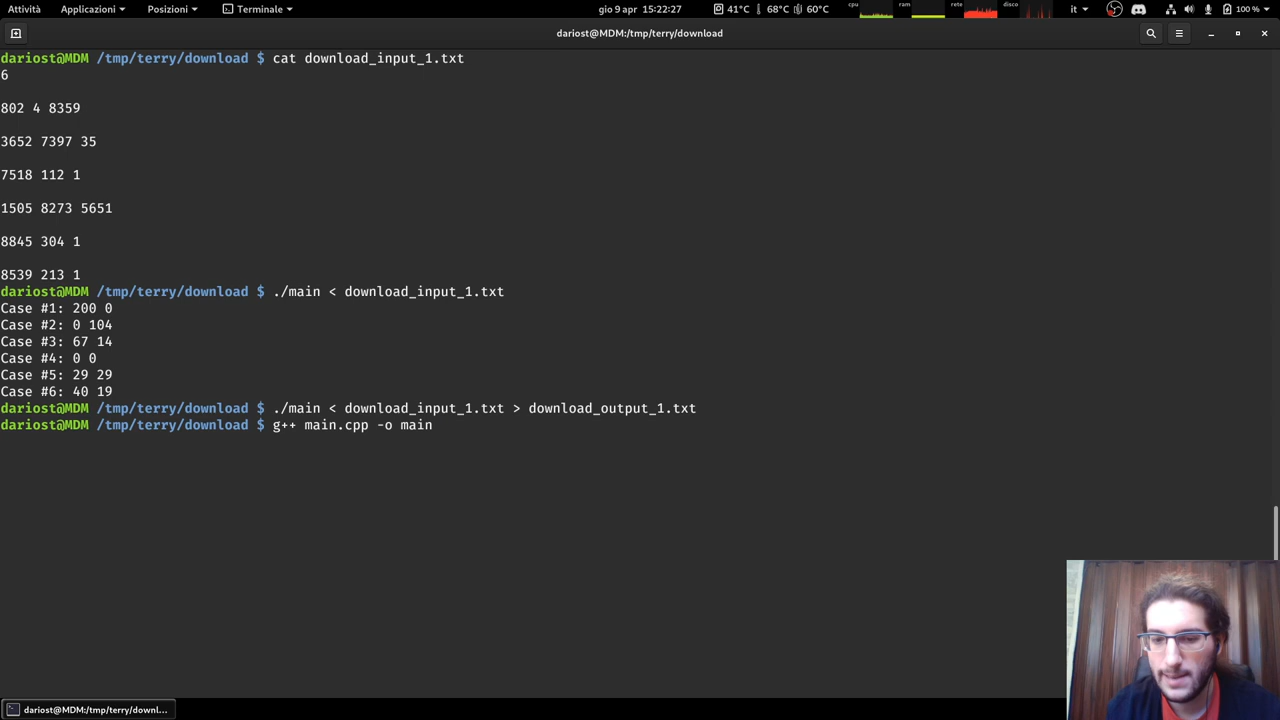 Attività Applicazioni Posizioni Terminale gio 9 apr 15:22:27 cpu ram rete disco 41°C 68°C 60°C it 100 %
dariost@MDM:/tmp/terry/download
dariost@MDM /tmp/terry/download $ cat download_input_1.txt
6
802 4 8359
3652 7397 35
7518 112 1
1505 8273 5651
8845 304 1
8539 213 1
dariost@MDM /tmp/terry/download $ ./main < download_input_1.txt
Case #1: 200 0
Case #2: 0 104
Case #3: 67 14
Case #4: 0 0
Case #5: 29 29
Case #6: 40 19
dariost@MDM /tmp/terry/download $ ./main < download_input_1.txt > download_output_1.txt
dariost@MDM /tmp/terry/download $ g++ main.cpp -o main
dariost@MDM:/tmp/terry/downl...